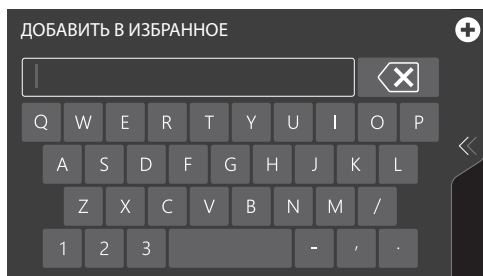 ДОБАВИТЬ В ИЗБРАННОЕ
Q W E R T Y U I O P
A S D F G H J K L
Z X C V B N M /
1 2 3 - , .